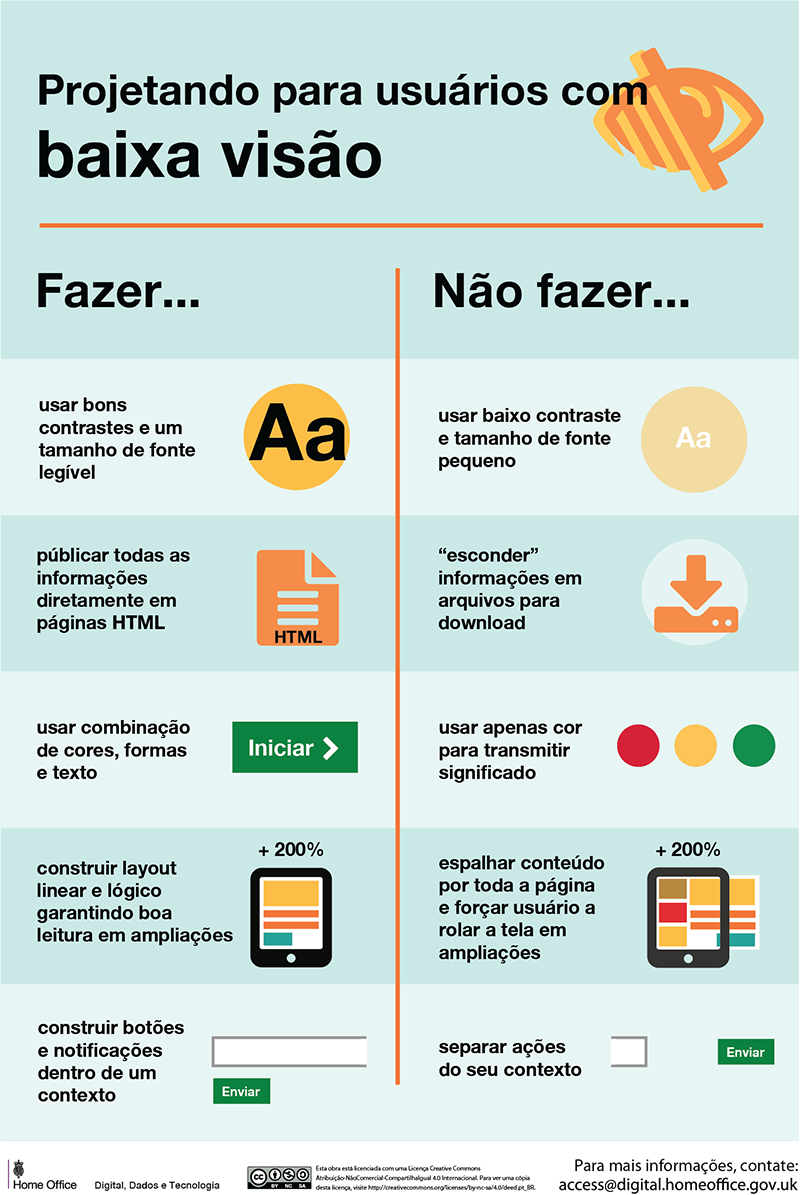 Projetando para usuários com
baixa visão
Fazer...
usar bons
contrastes e um
tamanho de fonte
legível
Aa
públicar todas as
informações
diretamente em
páginas HTML
HTML
usar combinação
de cores, formas
e texto
Iniciar
construir layout
linear e lógico
garantindo boa
leitura em ampliações
+ 200%
construir botões
e notificações
dentro de um
contexto
Enviar
Não fazer...
usar baixo contraste
e tamanho de fonte
pequeno
Aa
“esconder”
informações em
arquivos para
download
usar apenas cor
para transmitir
significado
espalhar conteúdo
por toda a página
e forçar usuário a
rolar a tela em
ampliações
+ 200%
separar ações
do seu contexto
Enviar
Home Office
Digital, Dados e Tecnologia
CC BY NC SA
Esta obra está licenciada com uma Licença Creative Commons
Atribuição-NãoComercial-CompartilhaIgual 4.0 Internacional. Para ver uma cópia
desta licença, visite http://creativecommons.org/licenses/by-nc-sa/4.0/deed.pt_BR.
Para mais informações, contate:
access@digital.homeoffice.gov.uk